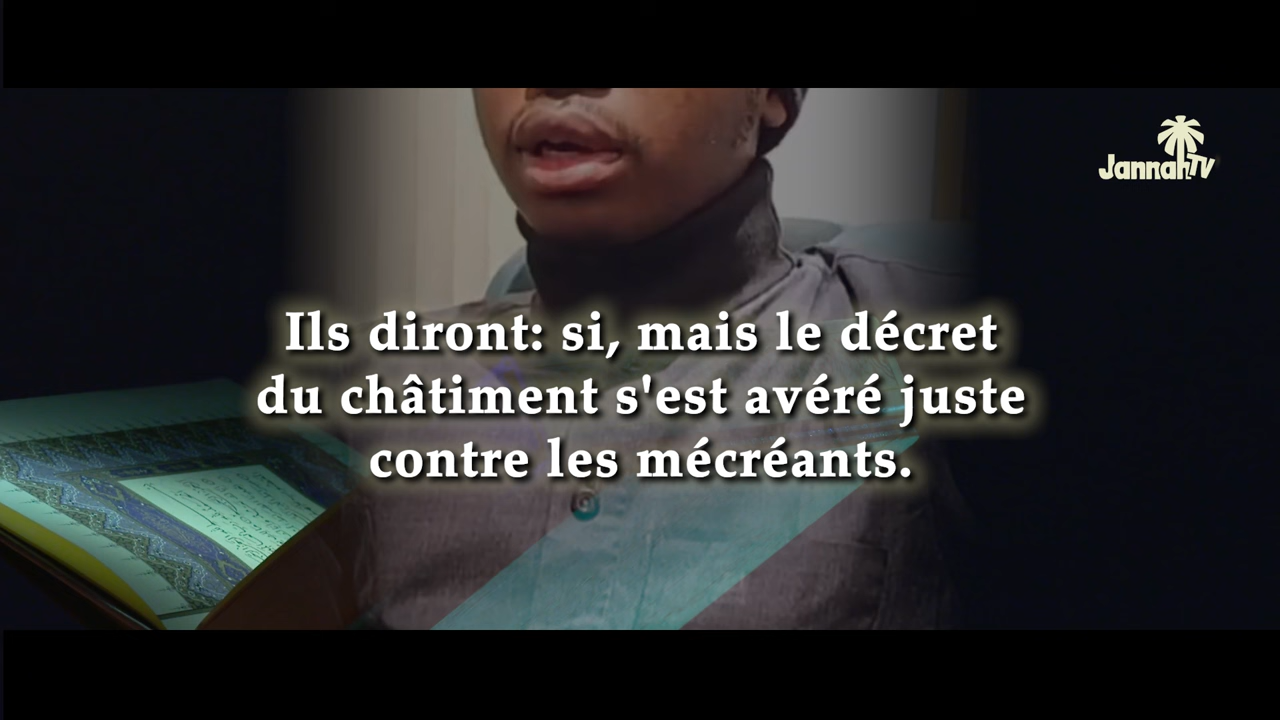 JannahTV
Ils diront: si, mais le décret
du châtiment s'est avéré juste
contre les mécréants.